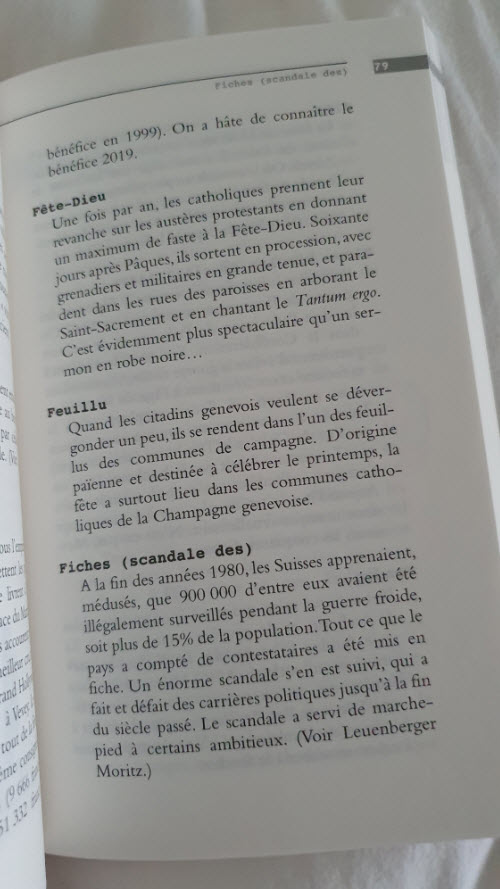 Fiches (scandale des) 79
bénéfice en 1999). On a hâte de connaître le
bénéfice 2019.
Fête-Dieu
Une fois par an, les catholiques prennent leur
revanche sur les austères protestants en donnant
un maximum de faste à la Fête-Dieu. Soixante
jours après Pâques, ils sortent en procession, avec
grenadiers et militaires en grande tenue, et para-
dent dans les rues des paroisses en arborant le
Saint-Sacrement et en chantant le Tantum ergo.
C'est évidemment plus spectaculaire qu'un ser-
mon en robe noire…
Feuillu
Quand les citadins genevois veulent se déver-
gonder un peu, ils se rendent dans l'un des feuil-
lus des communes de campagne. D'origine
païenne et destinée à célébrer le printemps, la
fête a surtout lieu dans les communes catho-
liques de la Champagne genevoise.
Fiches (scandale des)
A la fin des années 1980, les Suisses apprenaient,
médusés, que 900 000 d'entre eux avaient été
illégalement surveillés pendant la guerre froide,
soit plus de 15% de la population. Tout ce que le
pays a compté de contestataires a été mis en
fiche. Un énorme scandale s'en est suivi, qui a
fait et défait des carrières politiques jusqu'à la fin
du siècle passé. Le scandale a servi de marche-
pied à certains ambitieux. (Voir Leuenberger
Moritz.)